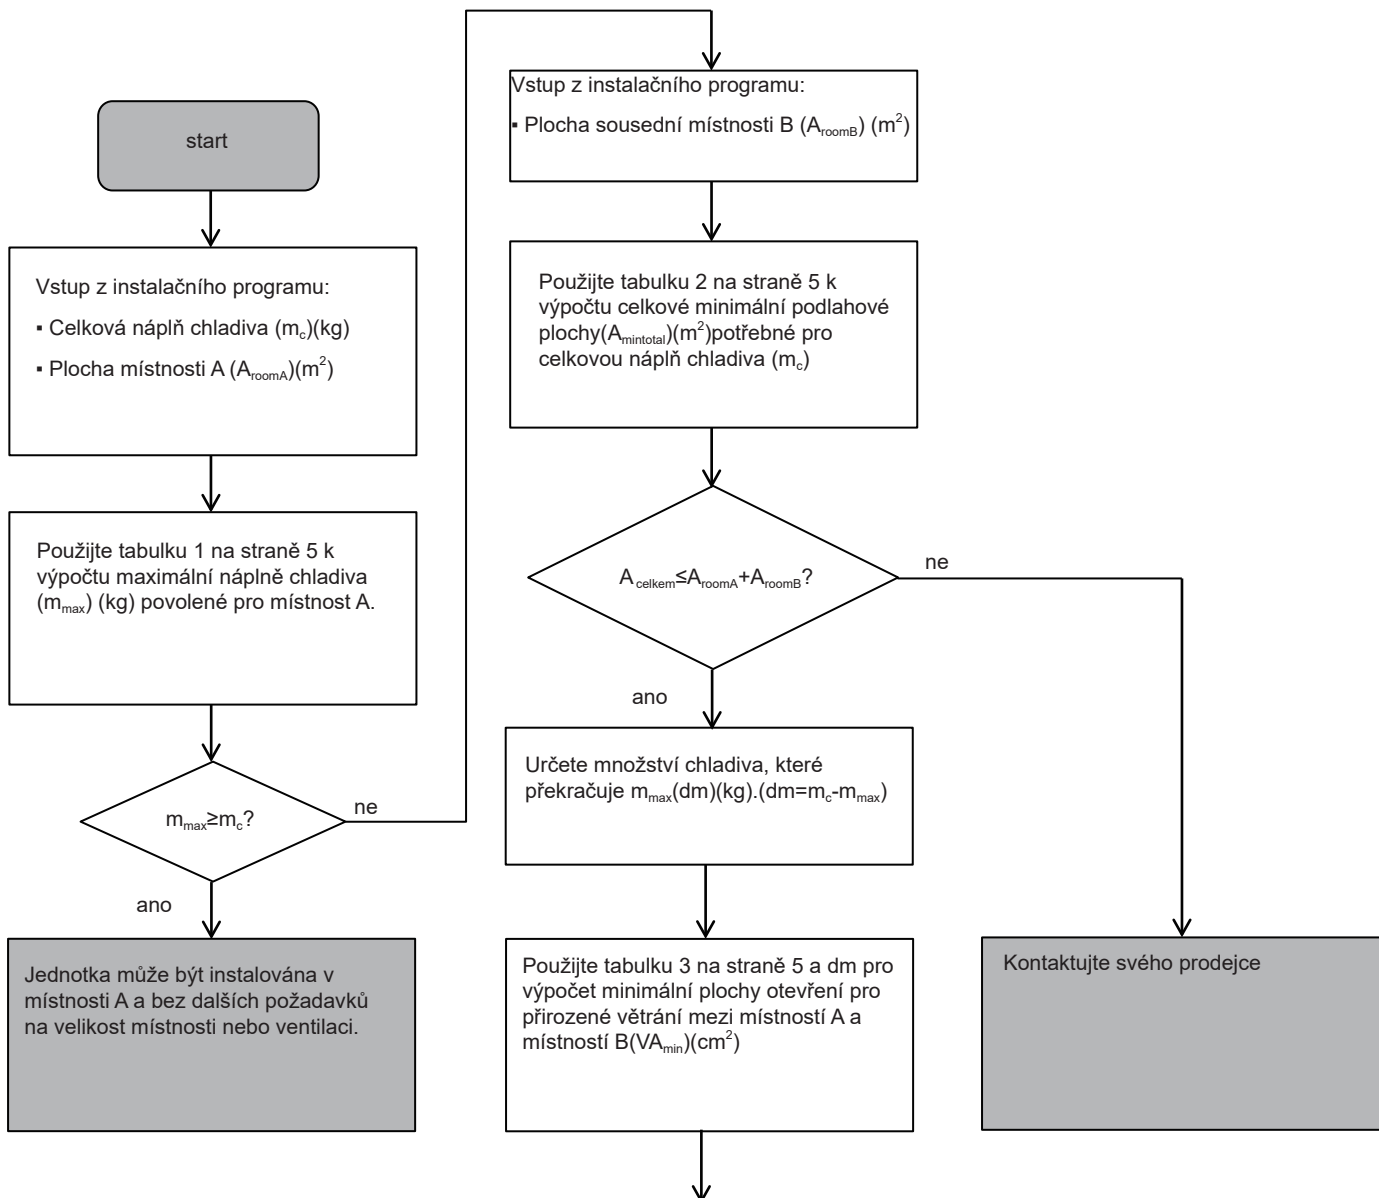 start
Vstup z instalačního programu:
▪ Celková náplň chladiva (mc)(kg)
▪ Plocha místnosti A (AroomA)(m²)
Použijte tabulku 1 na straně 5 k
výpočtu maximální náplně chladiva
(mmax) (kg) povolené pro místnost A.
mmax≥mc?
ne
ano
Jednotka může být instalována v
místnosti A a bez dalších požadavků
na velikost místnosti nebo ventilaci.
Vstup z instalačního programu:
▪ Plocha sousední místnosti B (AroomB) (m²)
Použijte tabulku 2 na straně 5 k
výpočtu celkové minimální podlahové
plochy(Amintotal)(m²)potřebné pro
celkovou náplň chladiva (mc)
A celkem≤AroomA+AroomB?
ne
ano
Určete množství chladiva, které
překračuje mmax(dm)(kg).(dm=mc-mmax)
Použijte tabulku 3 na straně 5 a dm pro
výpočet minimální plochy otevření pro
přirozené větrání mezi místností A a
místností B(VAmin)(cm²)
Kontaktujte svého prodejce